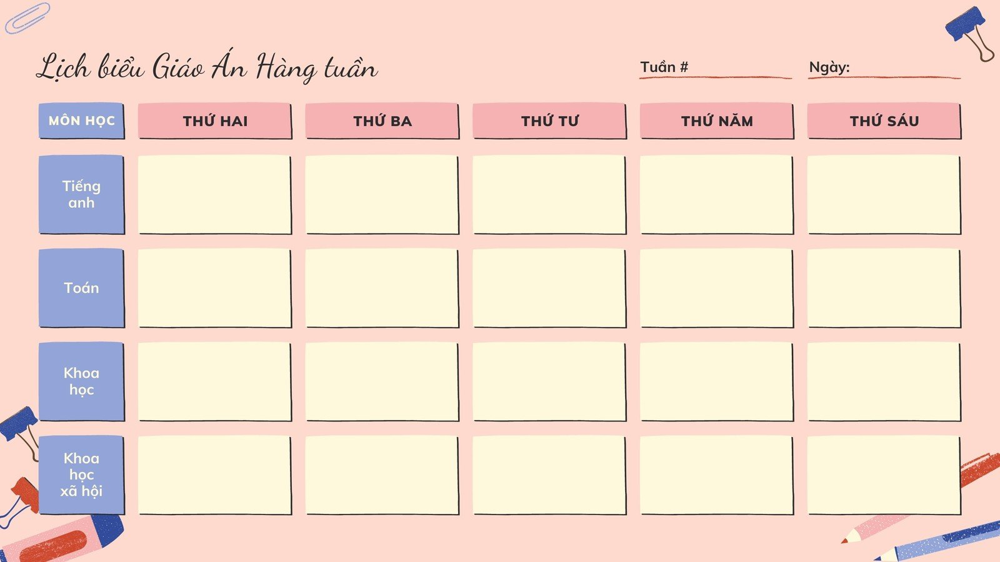 Lịch biểu Giáo Án Hàng tuần
Tuần #
Ngày:
MÔN HỌC
THỨ HAI
THỨ BA
THỨ TƯ
THỨ NĂM
THỨ SÁU
Tiếng
anh
Toán
Khoa
học
Khoa
học
xã hội